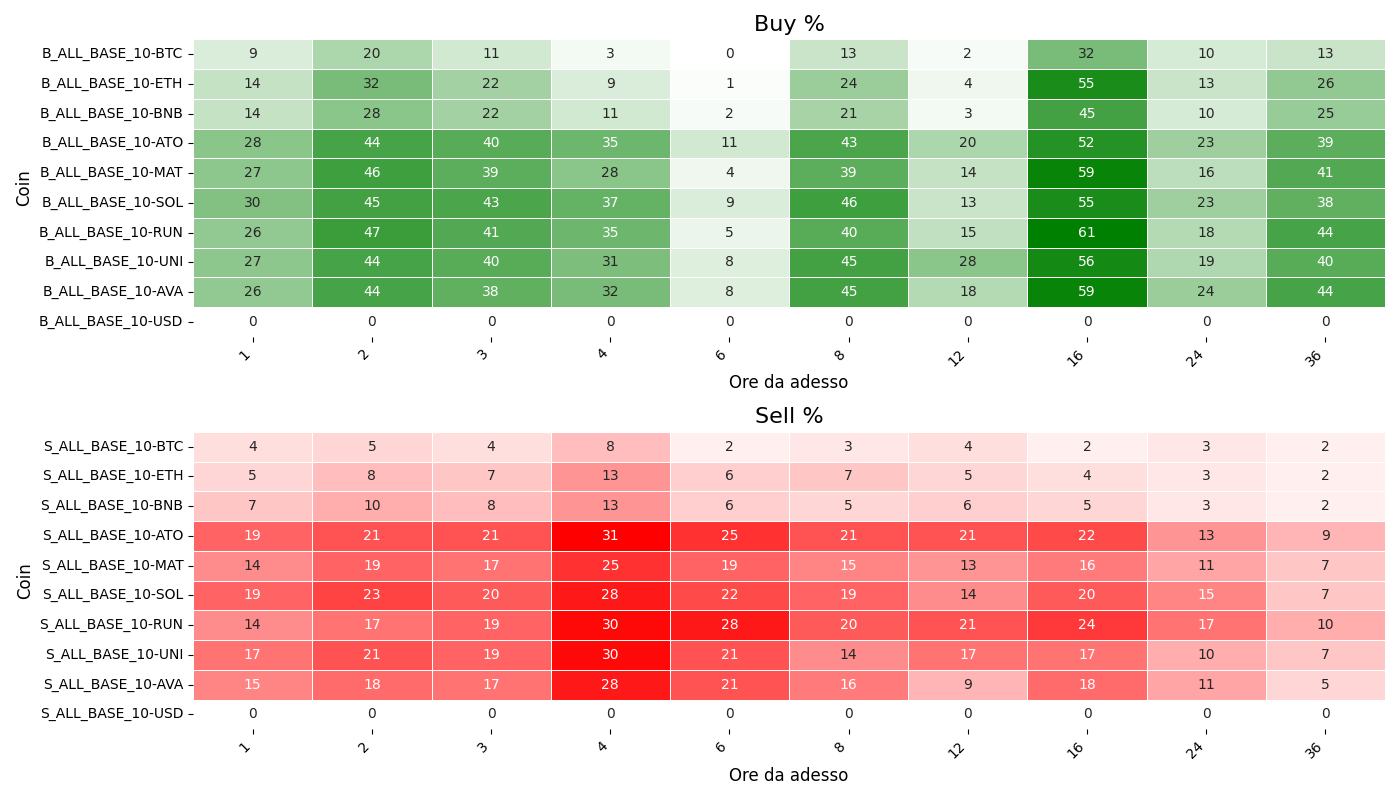 Buy %
Coin
B_ALL_BASE_10-BTC 9 20 11 3 0 13 2 32 10 13
B_ALL_BASE_10-ETH 14 32 22 9 1 24 4 55 13 26
B_ALL_BASE_10-BNB 14 28 22 11 2 21 3 45 10 25
B_ALL_BASE_10-ATO 28 44 40 35 11 43 20 52 23 39
B_ALL_BASE_10-MAT 27 46 39 28 4 39 14 59 16 41
B_ALL_BASE_10-SOL 30 45 43 37 9 46 13 55 23 38
B_ALL_BASE_10-RUN 26 47 41 35 5 40 15 61 18 44
B_ALL_BASE_10-UNI 27 44 40 31 8 45 28 56 19 40
B_ALL_BASE_10-AVA 26 44 38 32 8 45 18 59 24 44
B_ALL_BASE_10-USD 0 0 0 0 0 0 0 0 0 0
1 2 3 4 6 8 12 16 24 36
Ore da adesso
Sell %
Coin
S_ALL_BASE_10-BTC 4 5 4 8 2 3 4 2 3 2
S_ALL_BASE_10-ETH 5 8 7 13 6 7 5 4 3 2
S_ALL_BASE_10-BNB 7 10 8 13 6 5 6 5 3 2
S_ALL_BASE_10-ATO 19 21 21 31 25 21 21 22 13 9
S_ALL_BASE_10-MAT 14 19 17 25 19 15 13 16 11 7
S_ALL_BASE_10-SOL 19 23 20 28 22 19 14 20 15 7
S_ALL_BASE_10-RUN 14 17 19 30 28 20 21 24 17 10
S_ALL_BASE_10-UNI 17 21 19 30 21 14 17 17 10 7
S_ALL_BASE_10-AVA 15 18 17 28 21 16 9 18 11 5
S_ALL_BASE_10-USD 0 0 0 0 0 0 0 0 0 0
1 2 3 4 6 8 12 16 24 36
Ore da adesso